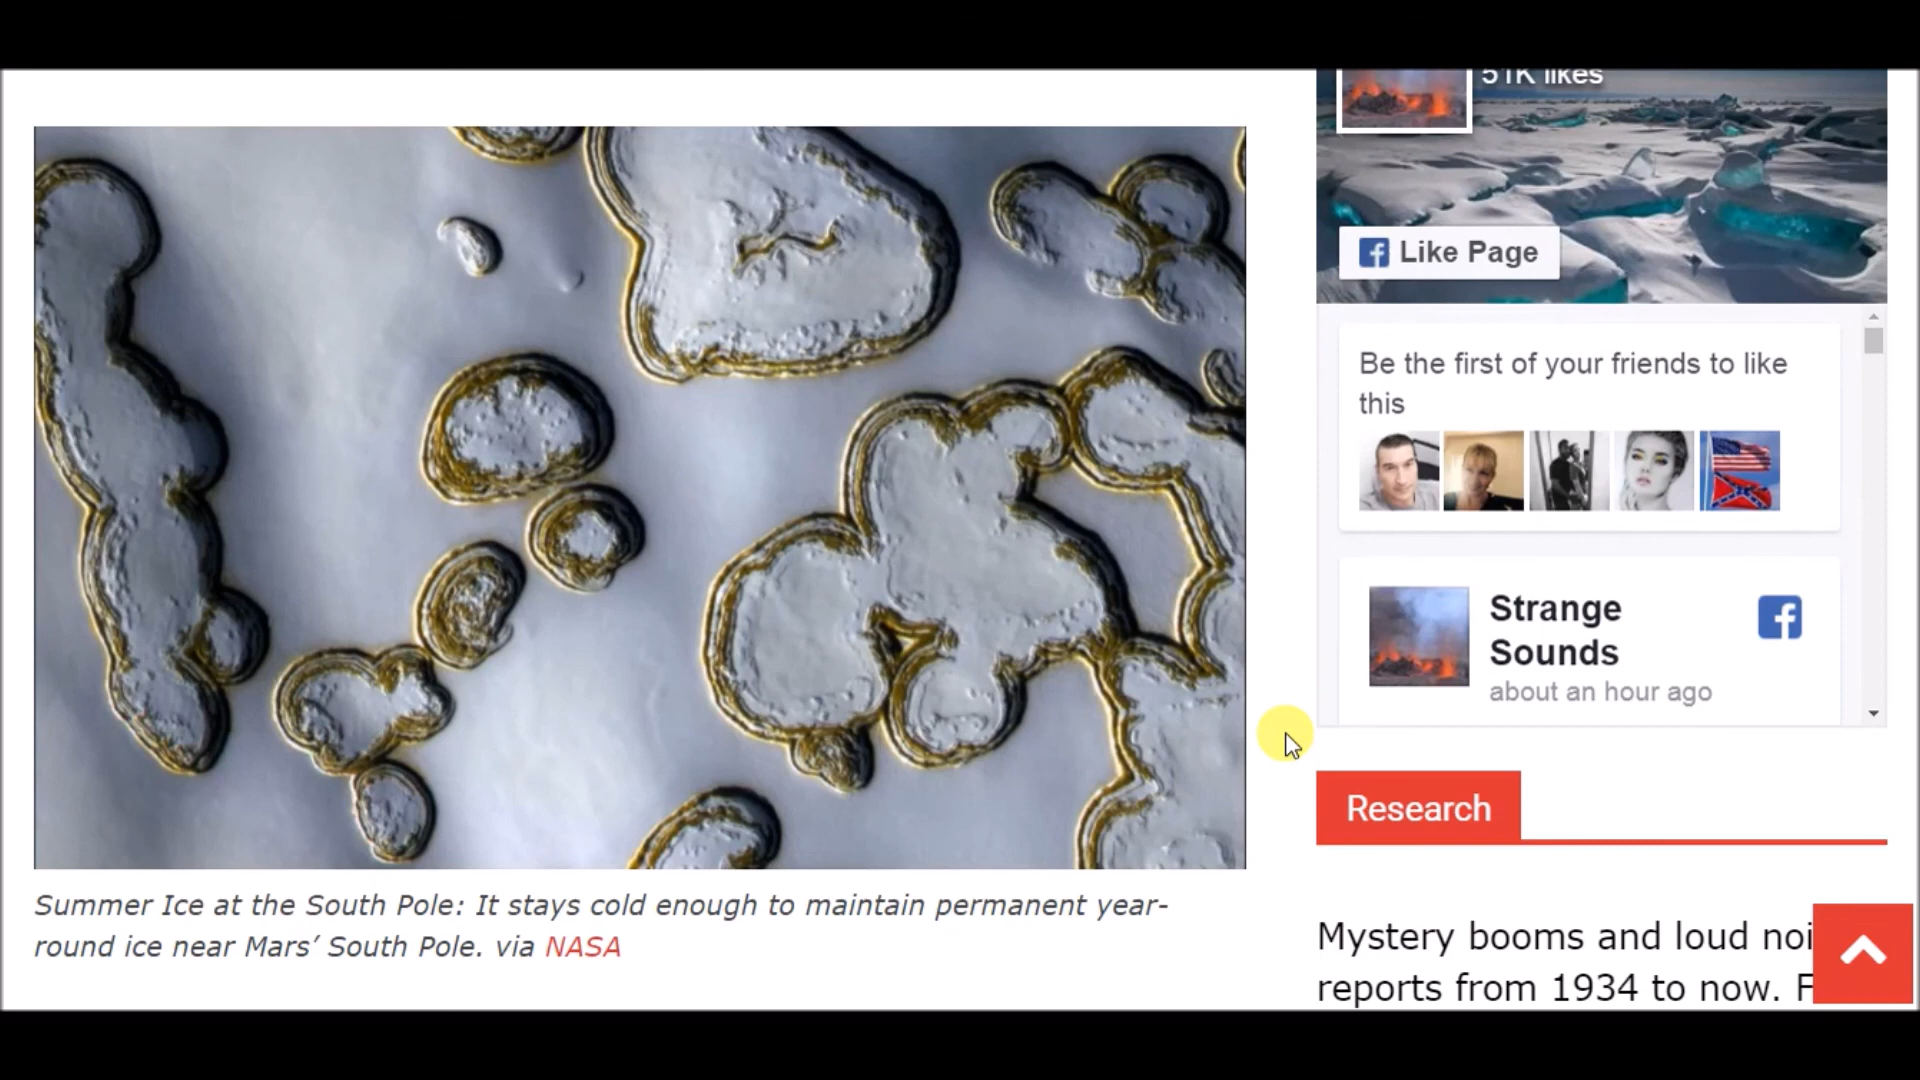 Summer Ice at the South Pole: It stays cold enough to maintain permanent year-
round ice near Mars’ South Pole. via NASA
51K likes
Like Page
Be the first of your friends to like
this
Strange
Sounds
about an hour ago
Research
Mystery booms and loud noi
reports from 1934 to now. F